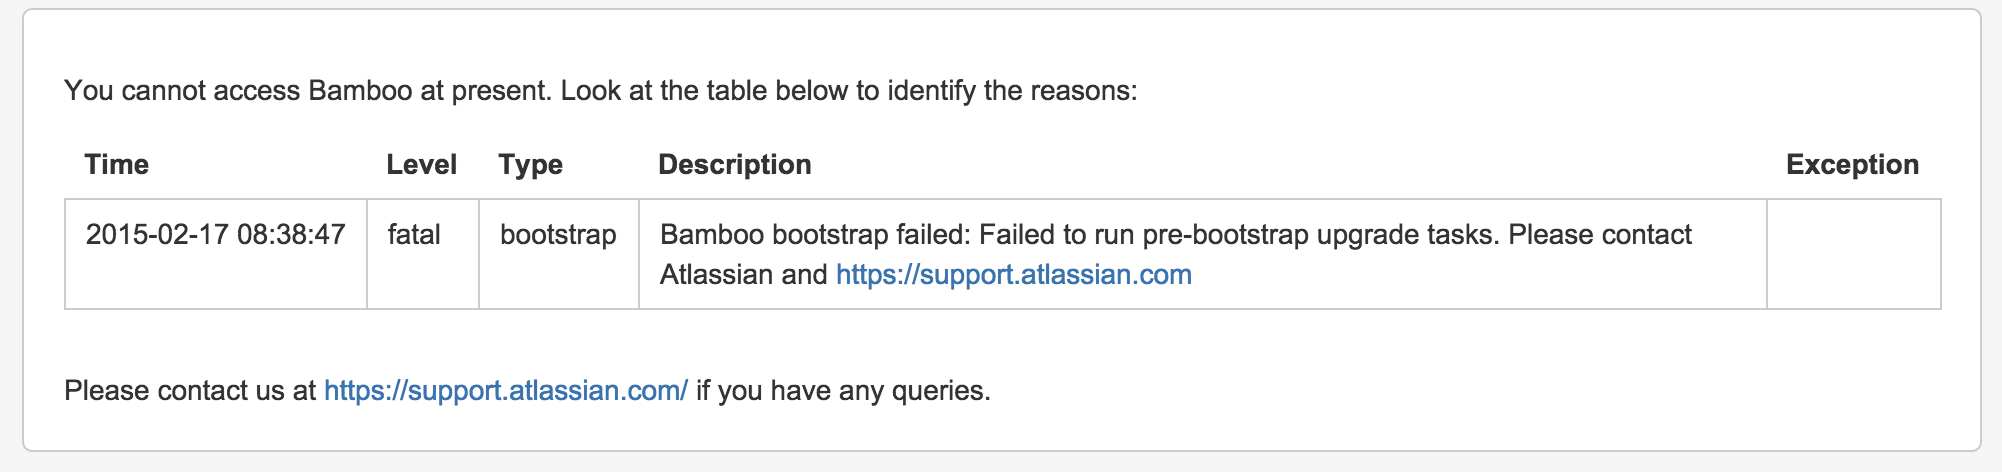 You cannot access Bamboo at present. Look at the table below to identify the reasons:
Time Level Type Description Exception
2015-02-17 08:38:47 fatal bootstrap Bamboo bootstrap failed: Failed to run pre-bootstrap upgrade tasks. Please contact
Atlassian and https://support.atlassian.com
Please contact us at https://support.atlassian.com/ if you have any queries.